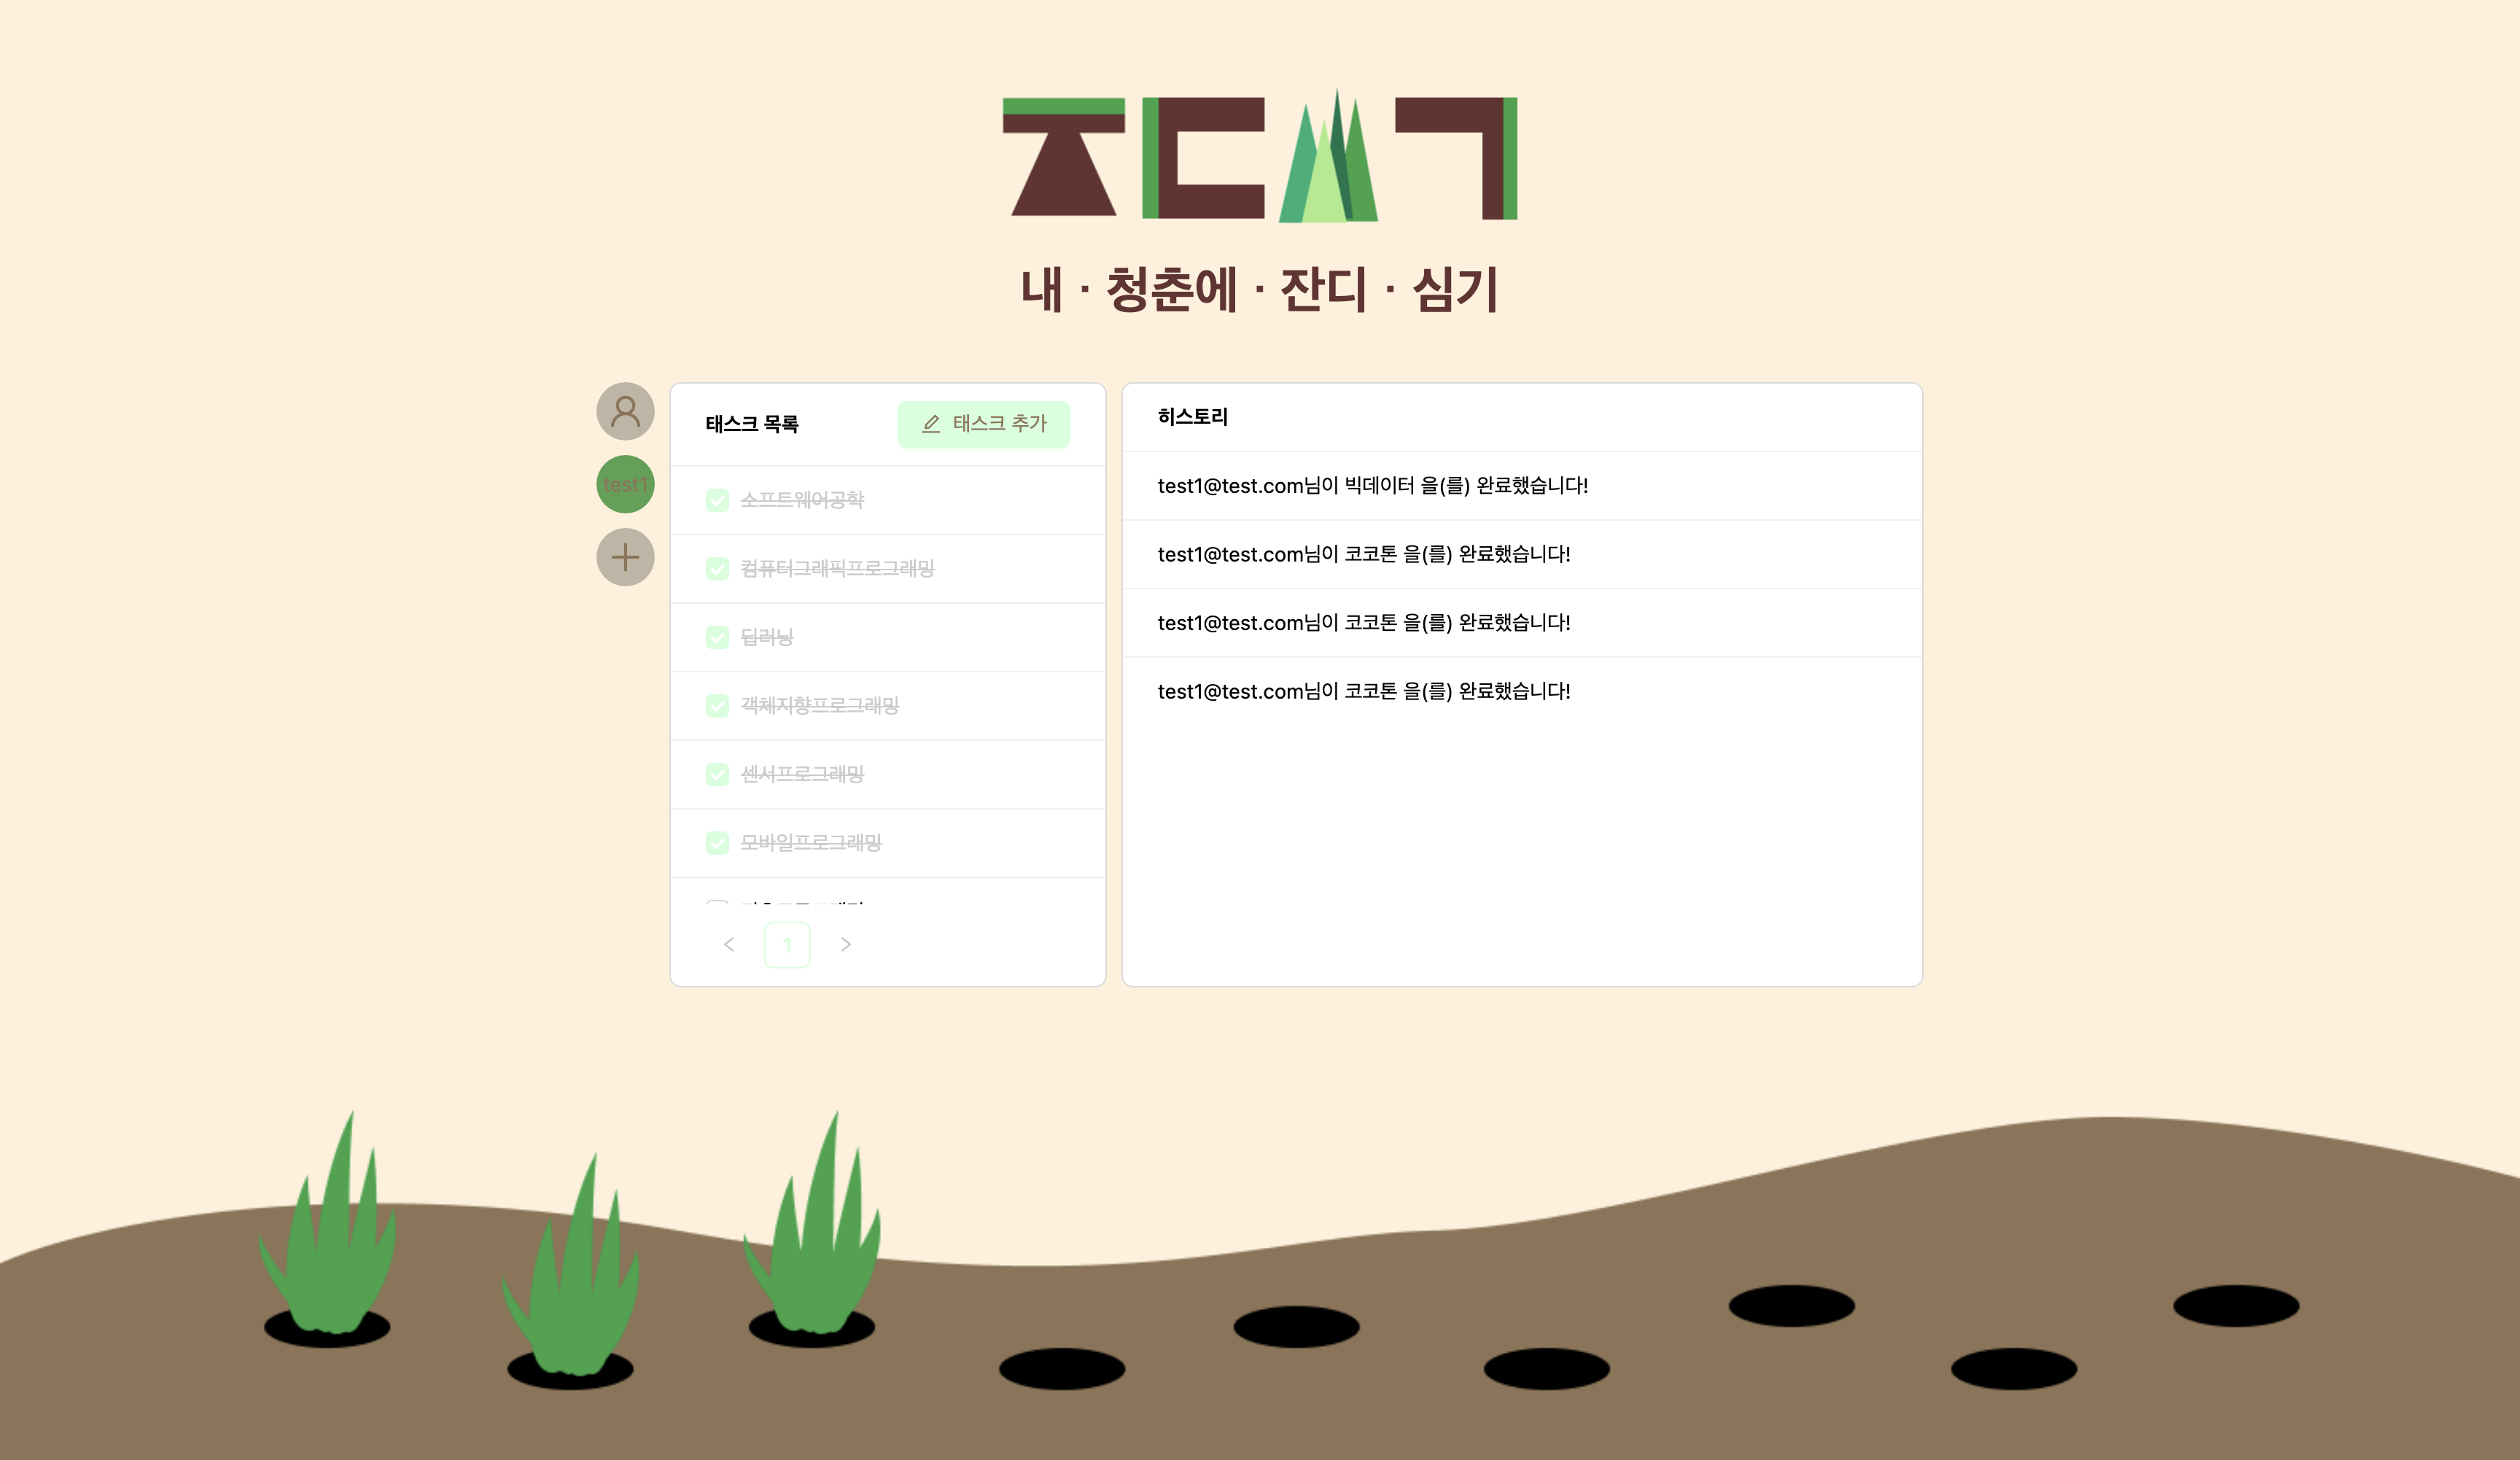 ㅊㄷㅅㄱ
내 · 청춘에 · 잔디 · 심기
test1
태스크 목록
태스크 추가
소프트웨어공학
컴퓨터그래픽프로그래밍
딥러닝
객체지향프로그래밍
센서프로그래밍
모바일프로그래밍
1
히스토리
test1@test.com님이 빅데이터 을(를) 완료했습니다!
test1@test.com님이 코코톤 을(를) 완료했습니다!
test1@test.com님이 코코톤 을(를) 완료했습니다!
test1@test.com님이 코코톤 을(를) 완료했습니다!